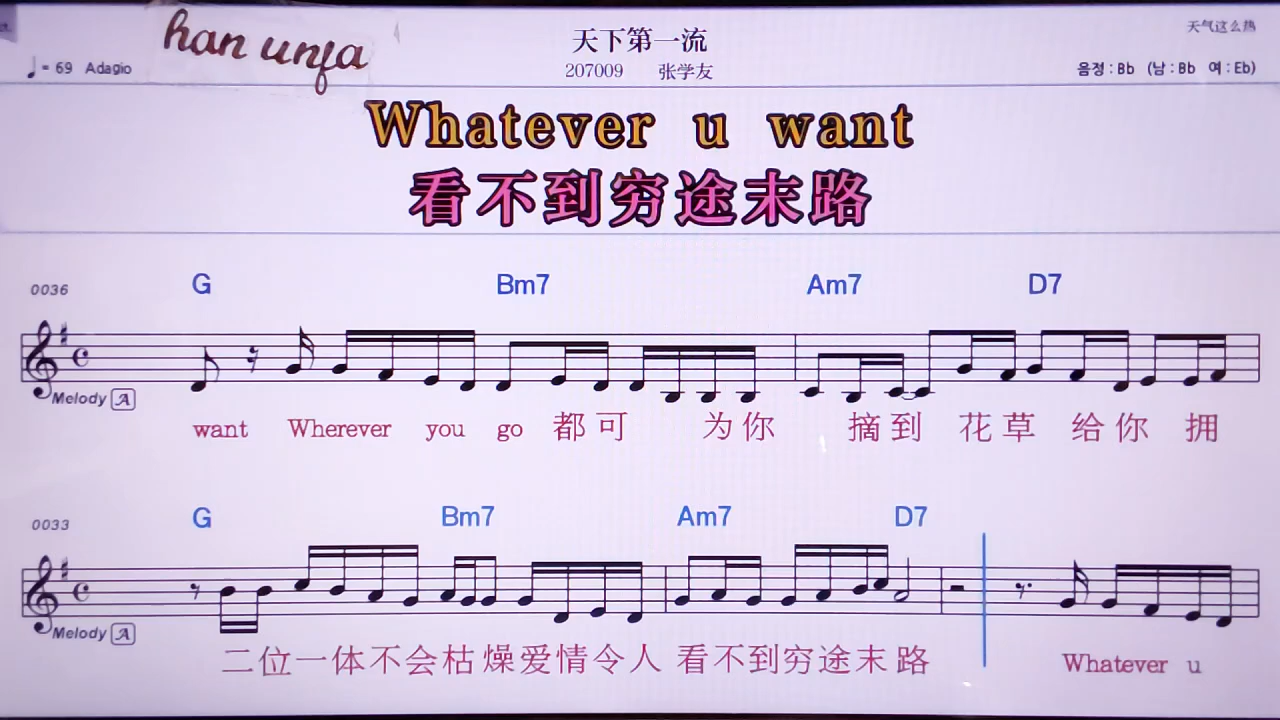 han unfa
天下第一流
天气这么热
♩= 69 Adagio
207009 张学友
음정 : Bb (남 : Bb 여 : Eb)
Whatever u want
看不到穷途末路
0036
G Bm7 Am7 D7
Melody A
want Wherever you go 都可 为你 摘到 花草 给你 拥
0033
G Bm7 Am7 D7
Melody A
二位一体不会枯燥爱情令人 看不到穷途末路 Whatever u